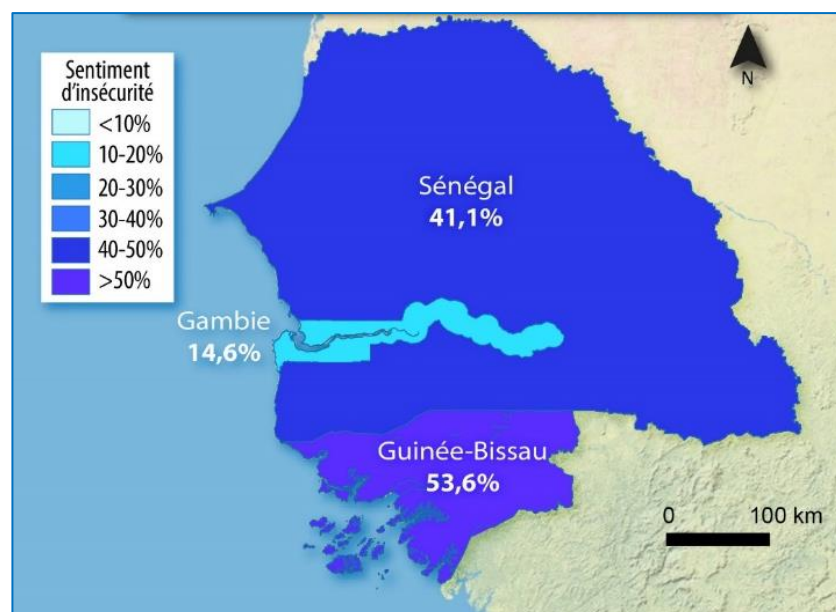 Sentiment
d'insécurité
<10%
10-20%
20-30%
30-40%
40-50%
>50%
N
Sénégal
41,1%
Gambie
14,6%
Guinée-Bissau
53,6%
0 100 km